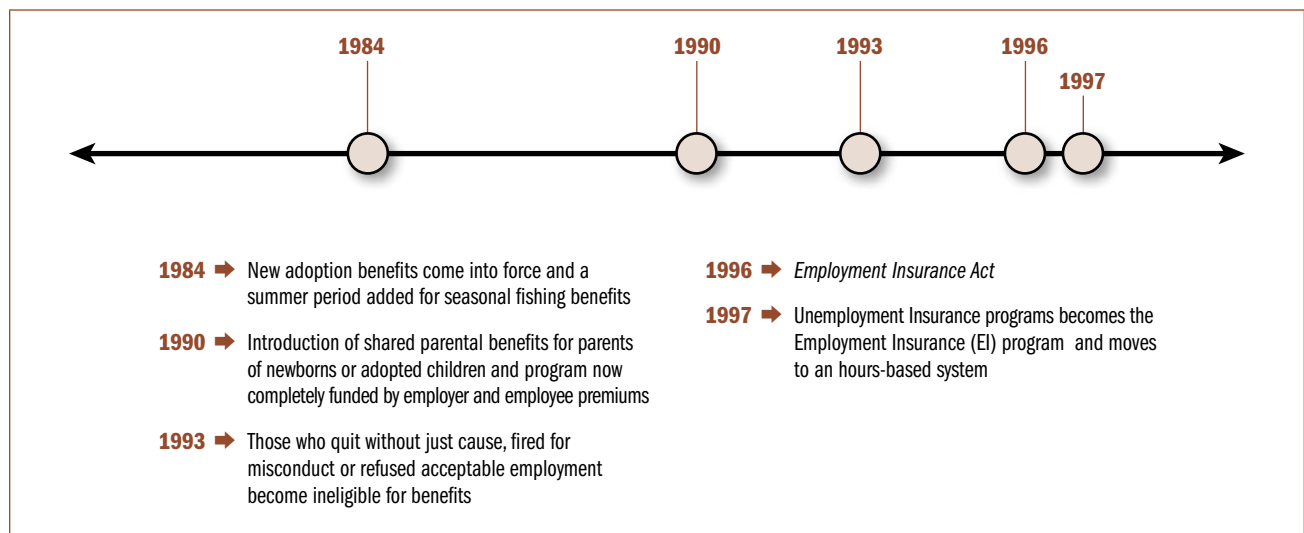 1984
1990
1993
1996
1997
1984 ➡ New adoption benefits come into force and a
summer period added for seasonal fishing benefits
1990 ➡ Introduction of shared parental benefits for parents
of newborns or adopted children and program now
completely funded by employer and employee premiums
1993 ➡ Those who quit without just cause, fired for
misconduct or refused acceptable employment
become ineligible for benefits
1996 ➡ Employment Insurance Act
1997 ➡ Unemployment Insurance programs becomes the
Employment Insurance (EI) program and moves
to an hours-based system